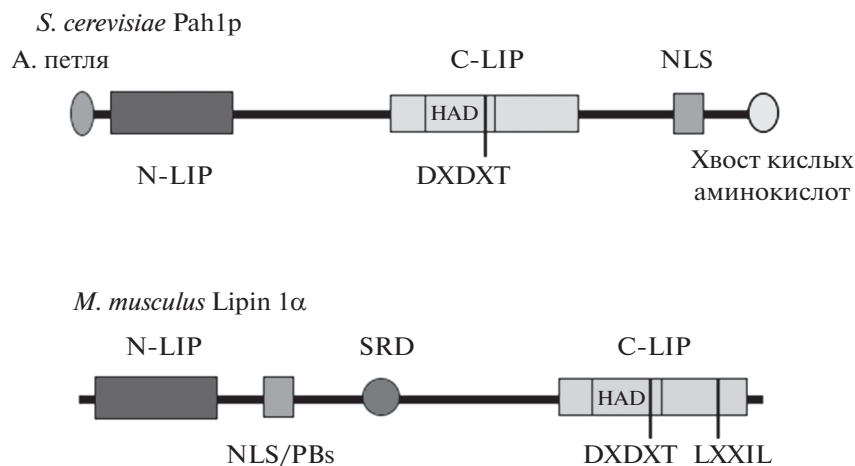 S. cerevisiae Pah1p
А. петля
C-LIP
NLS
HAD
N-LIP
DXDXT
Хвост кислых
аминокислот
M. musculus Lipin 1α
N-LIP
SRD
C-LIP
HAD
NLS/PBs
DXDXT
LXXIL